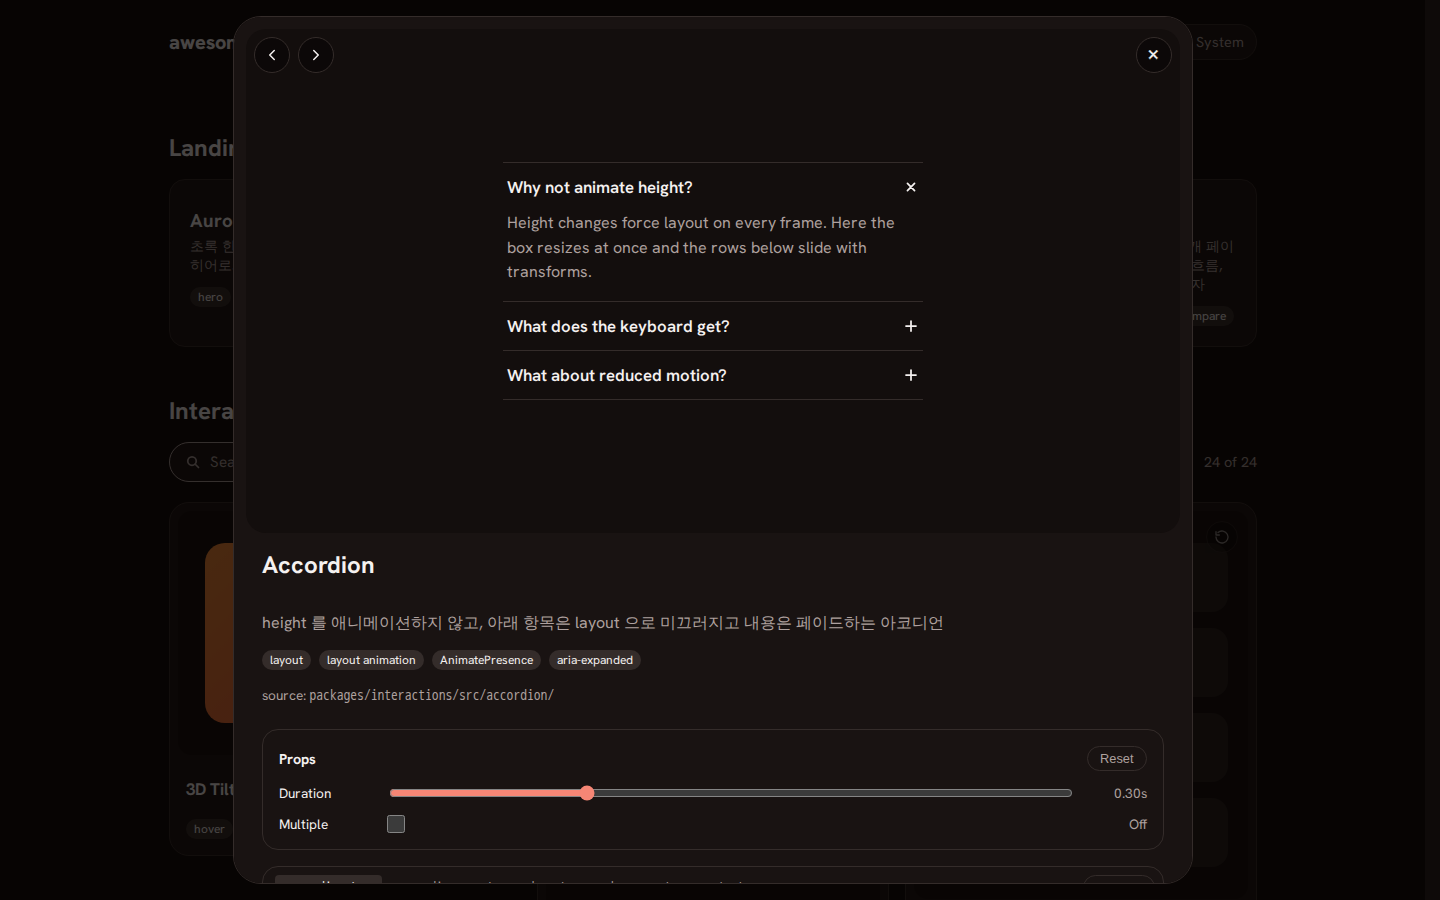 System
Why not animate height?
Height changes force layout on every frame. Here the
box resizes at once and the rows below slide with
transforms.
What does the keyboard get?
What about reduced motion?
hero
24 of 24
3D Tilt
hover
Accordion
height 를 애니메이션하지 않고, 아래 항목은 layout 으로 미끄러지고 내용은 페이드하는 아코디언
layout
layout animation
AnimatePresence
aria-expanded
source: packages/interactions/src/accordion/
Props
Reset
Duration
0.30s
Multiple
Off